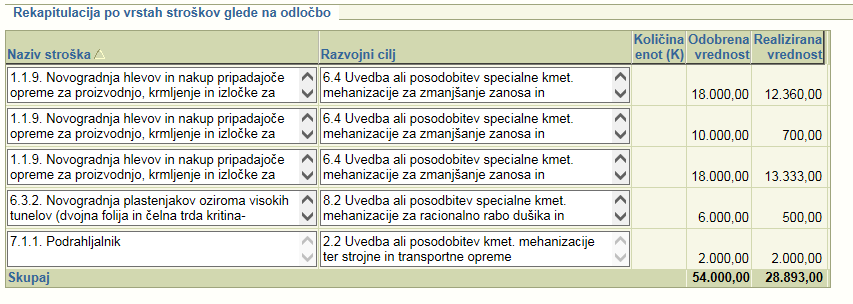 Rekapitulacija po vrstah stroškov glede na odločbo
Naziv stroška Razvojni cilj Količina enot (K) Odobrena vrednost Realizirana vrednost
1.1.9. Novogradnja hlevov in nakup pripadajoče 6.4 Uvedba ali posodobitev specialne kmet.
opreme za proizvodnjo, krmljenje in izločke za mehanizacije za zmanjšanje zanosa in 18.000,00 12.360,00
1.1.9. Novogradnja hlevov in nakup pripadajoče 6.4 Uvedba ali posodobitev specialne kmet.
opreme za proizvodnjo, krmljenje in izločke za mehanizacije za zmanjšanje zanosa in 10.000,00 700,00
1.1.9. Novogradnja hlevov in nakup pripadajoče 6.4 Uvedba ali posodobitev specialne kmet.
opreme za proizvodnjo, krmljenje in izločke za mehanizacije za zmanjšanje zanosa in 18.000,00 13.333,00
6.3.2. Novogradnja plastenjakov oziroma visokih 8.2 Uvedba ali posodbitev specialne kmet.
tunelov (dvojna folija in čelna trda kritina- mehanizacije za racionalno rabo dušika in 6.000,00 500,00
7.1.1. Podrahljalnik 2.2 Uvedba ali posodobitev kmet. mehanizacije
ter strojne in transportne opreme 2.000,00 2.000,00
Skupaj 54.000,00 28.893,00